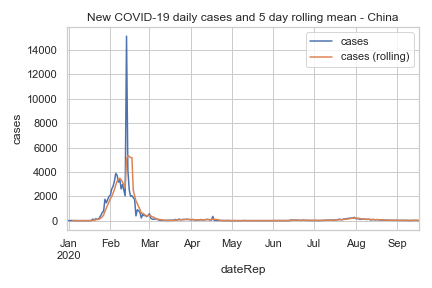 New COVID-19 daily cases and 5 day rolling mean - China
cases
cases (rolling)
14000
12000
10000
8000
6000
4000
2000
0
cases
Jan Feb Mar Apr May Jun Jul Aug Sep
2020
dateRep